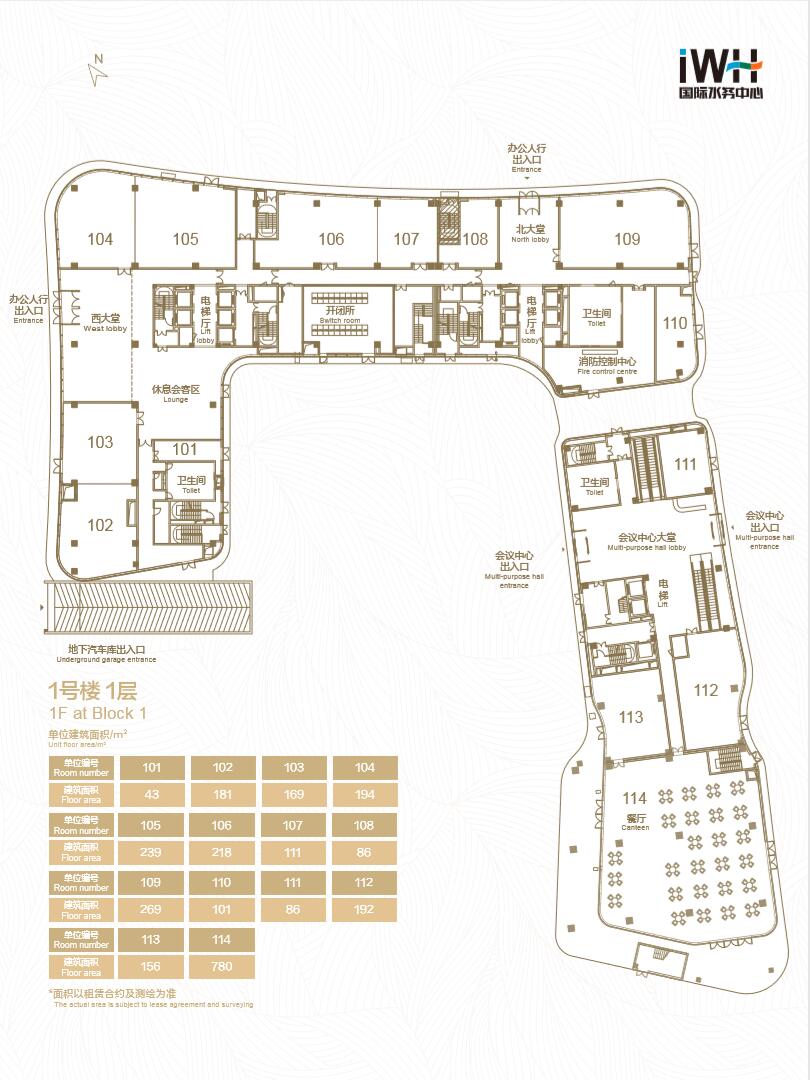 N
iWH
国际水务中心
办公人行
出入口
Entrance
104
105
106
107
108
北大堂
North lobby
109
办公人行
出入口
Entrance
西大堂
West lobby
电梯厅
Lift
lobby
开闭所
Switch room
电梯厅
Lift
lobby
卫生间
Toilet
110
消防控制中心
Fire control centre
休息会客区
Lounge
103
101
卫生间
Toilet
102
111
卫生间
Toilet
会议中心
出入口
Multi-purpose hall
entrance
会议中心大堂
Multi-purpose hall lobby
会议中心
出入口
Multi-purpose hall
entrance
电梯
Lift
地下汽车库出入口
Underground garage entrance
112
113
114
餐厅
Canteen
1号楼 1层
1F at Block 1
单位建筑面积/m²
Unit floor area/m²
单位编号
Room number
101 102 103 104
建筑面积
Floor area
43 181 169 194
单位编号
Room number
105 106 107 108
建筑面积
Floor area
239 218 111 86
单位编号
Room number
109 110 111 112
建筑面积
Floor area
269 101 86 192
单位编号
Room number
113 114
建筑面积
Floor area
156 780
*面积以租赁合约及测绘为准
The actual area is subject to lease agreement and surveying